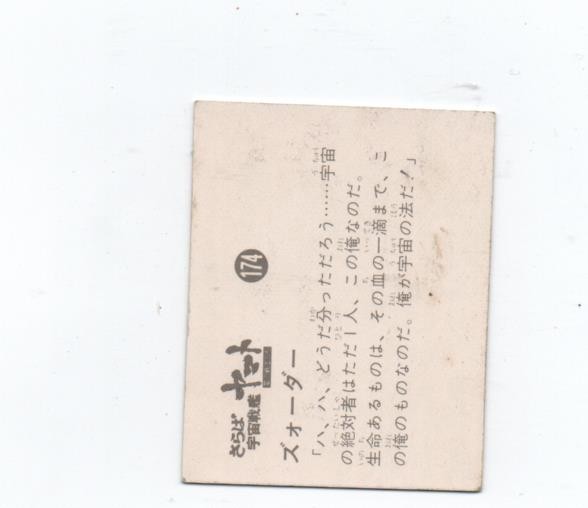 さらば
宇宙戦艦
ヤマト
174
ズォーダー
「ハ、ハ、どうだ分っただろう……宇宙
の絶対者はただ1人、この俺なのだ。
生命あるものは、その血の一滴まで、こ
の俺のものなのだ。俺が宇宙の法だ！」